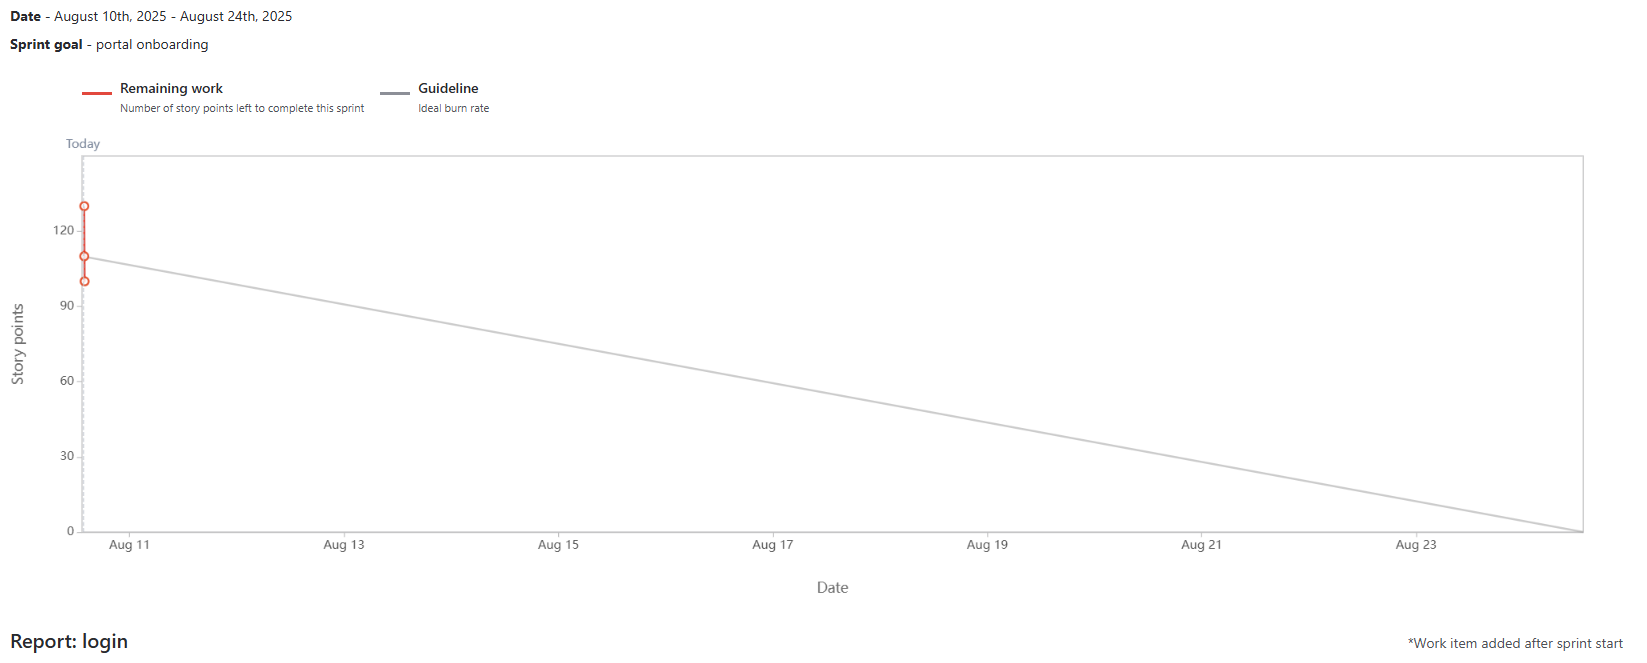 Date - August 10th, 2025 - August 24th, 2025
Sprint goal - portal onboarding
Remaining work
Number of story points left to complete this sprint
Guideline
Ideal burn rate
Today
120
90
60
30
0
Story points
Aug 11
Aug 13
Aug 15
Aug 17
Aug 19
Aug 21
Aug 23
Date
Report: login
*Work item added after sprint start